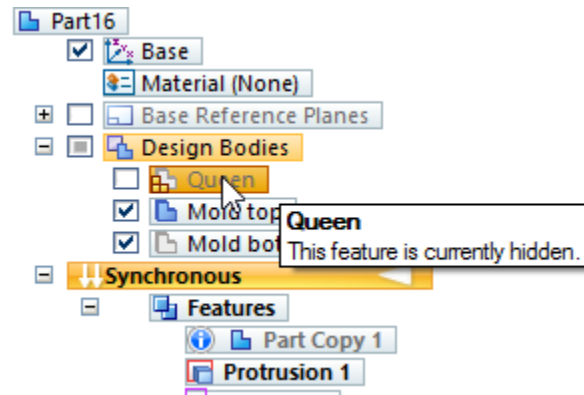 Part16
Base
Material (None)
Base Reference Planes
Design Bodies
Queen
Mold top
Queen
Mold bot
This feature is currently hidden.
Synchronous
Features
Part Copy 1
Protrusion 1